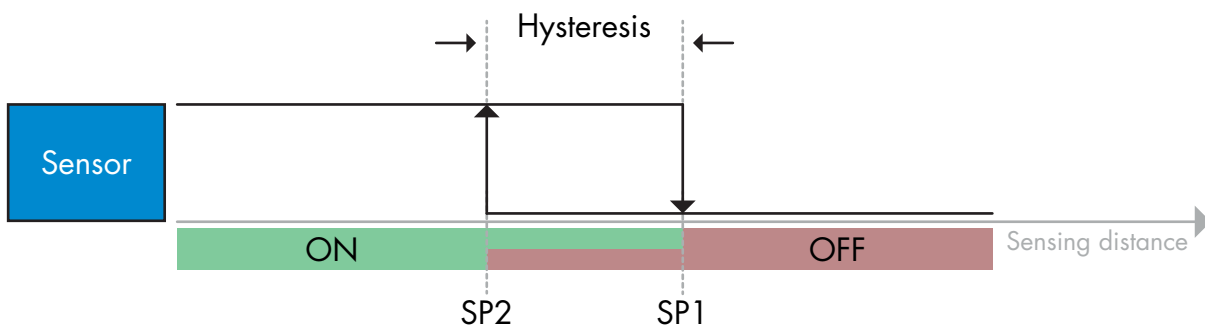 Hysteresis
Sensor
ON
OFF
Sensing distance
SP2
SP1